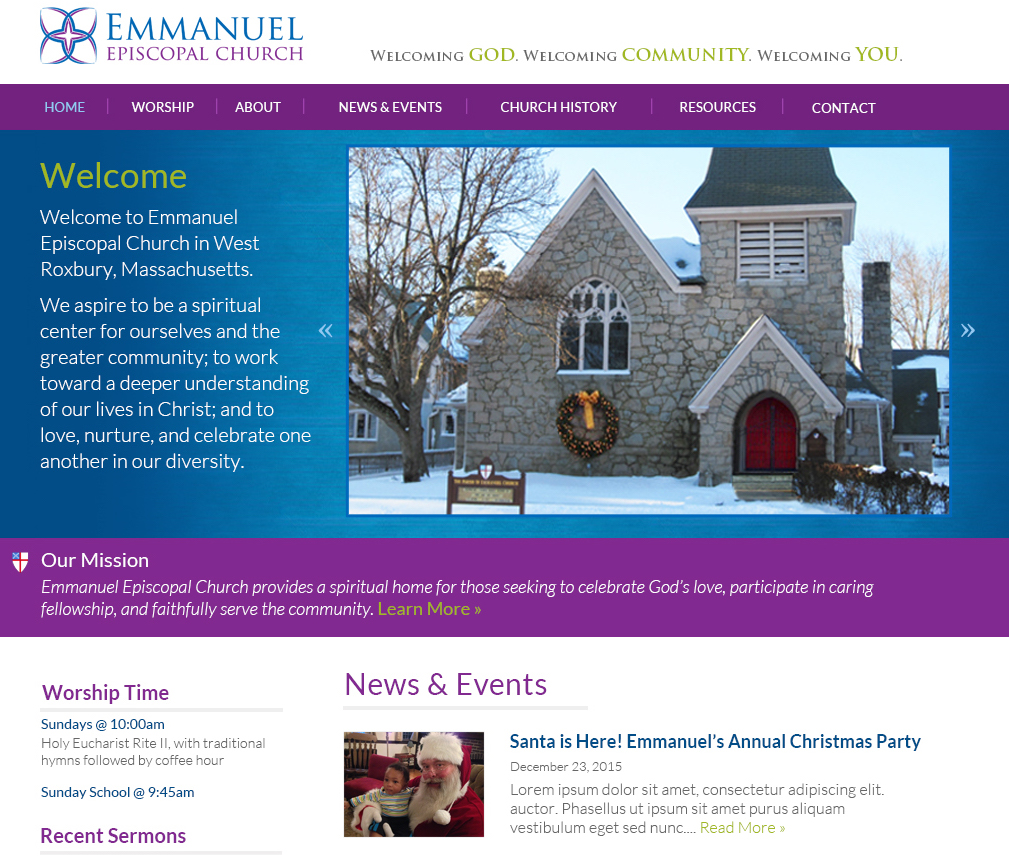 EMMANUEL
EPISCOPAL CHURCH
Welcoming GOD. Welcoming COMMUNITY. Welcoming YOU.
HOME WORSHIP ABOUT NEWS & EVENTS CHURCH HISTORY RESOURCES CONTACT
Welcome
Welcome to Emmanuel
Episcopal Church in West
Roxbury, Massachusetts.
We aspire to be a spiritual
center for ourselves and the
greater community; to work
toward a deeper understanding
of our lives in Christ; and to
love, nurture, and celebrate one
another in our diversity.
«
»
Our Mission
Emmanuel Episcopal Church provides a spiritual home for those seeking to celebrate God's love, participate in caring
fellowship, and faithfully serve the community. Learn More »
Worship Time
Sundays @ 10:00am
Holy Eucharist Rite II, with traditional
hymns followed by coffee hour
Sunday School @ 9:45am
Recent Sermons
News & Events
Santa is Here! Emmanuel's Annual Christmas Party
December 23, 2015
Lorem ipsum dolor sit amet, consectetur adipiscing elit.
auctor. Phasellus ut ipsum sit amet purus aliquam
vestibulum eget sed nunc.... Read More »